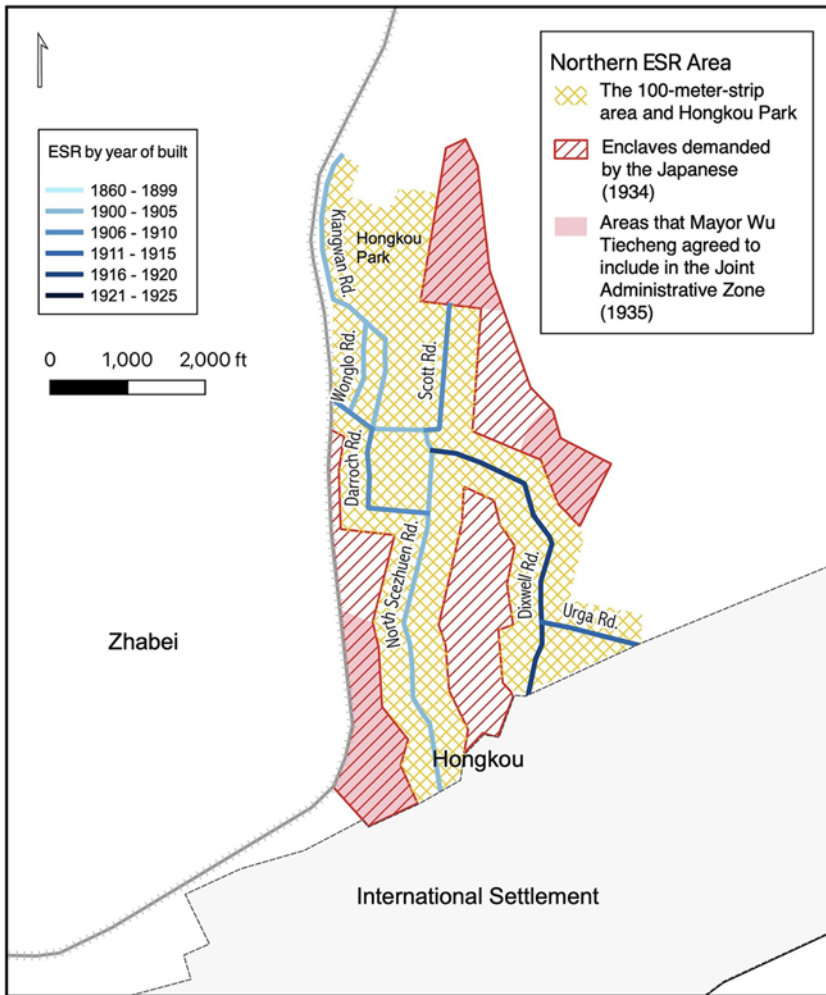 Northern ESR Area
The 100-meter-strip
area and Hongkou Park
Enclaves demanded
by the Japanese
(1934)
Areas that Mayor Wu
Tiecheng agreed to
include in the Joint
Administrative Zone
(1935)
ESR by year of built
1860 - 1899
1900 - 1905
1906 - 1910
1911 - 1915
1916 - 1920
1921 - 1925
0 1,000 2,000 ft
Kiangwan Rd.
Hongkou
Park
Wonglo Rd.
Scott Rd.
Darroch Rd.
North Scezhuen Rd.
Dixwell Rd.
Urga Rd.
Zhabei
Hongkou
International Settlement